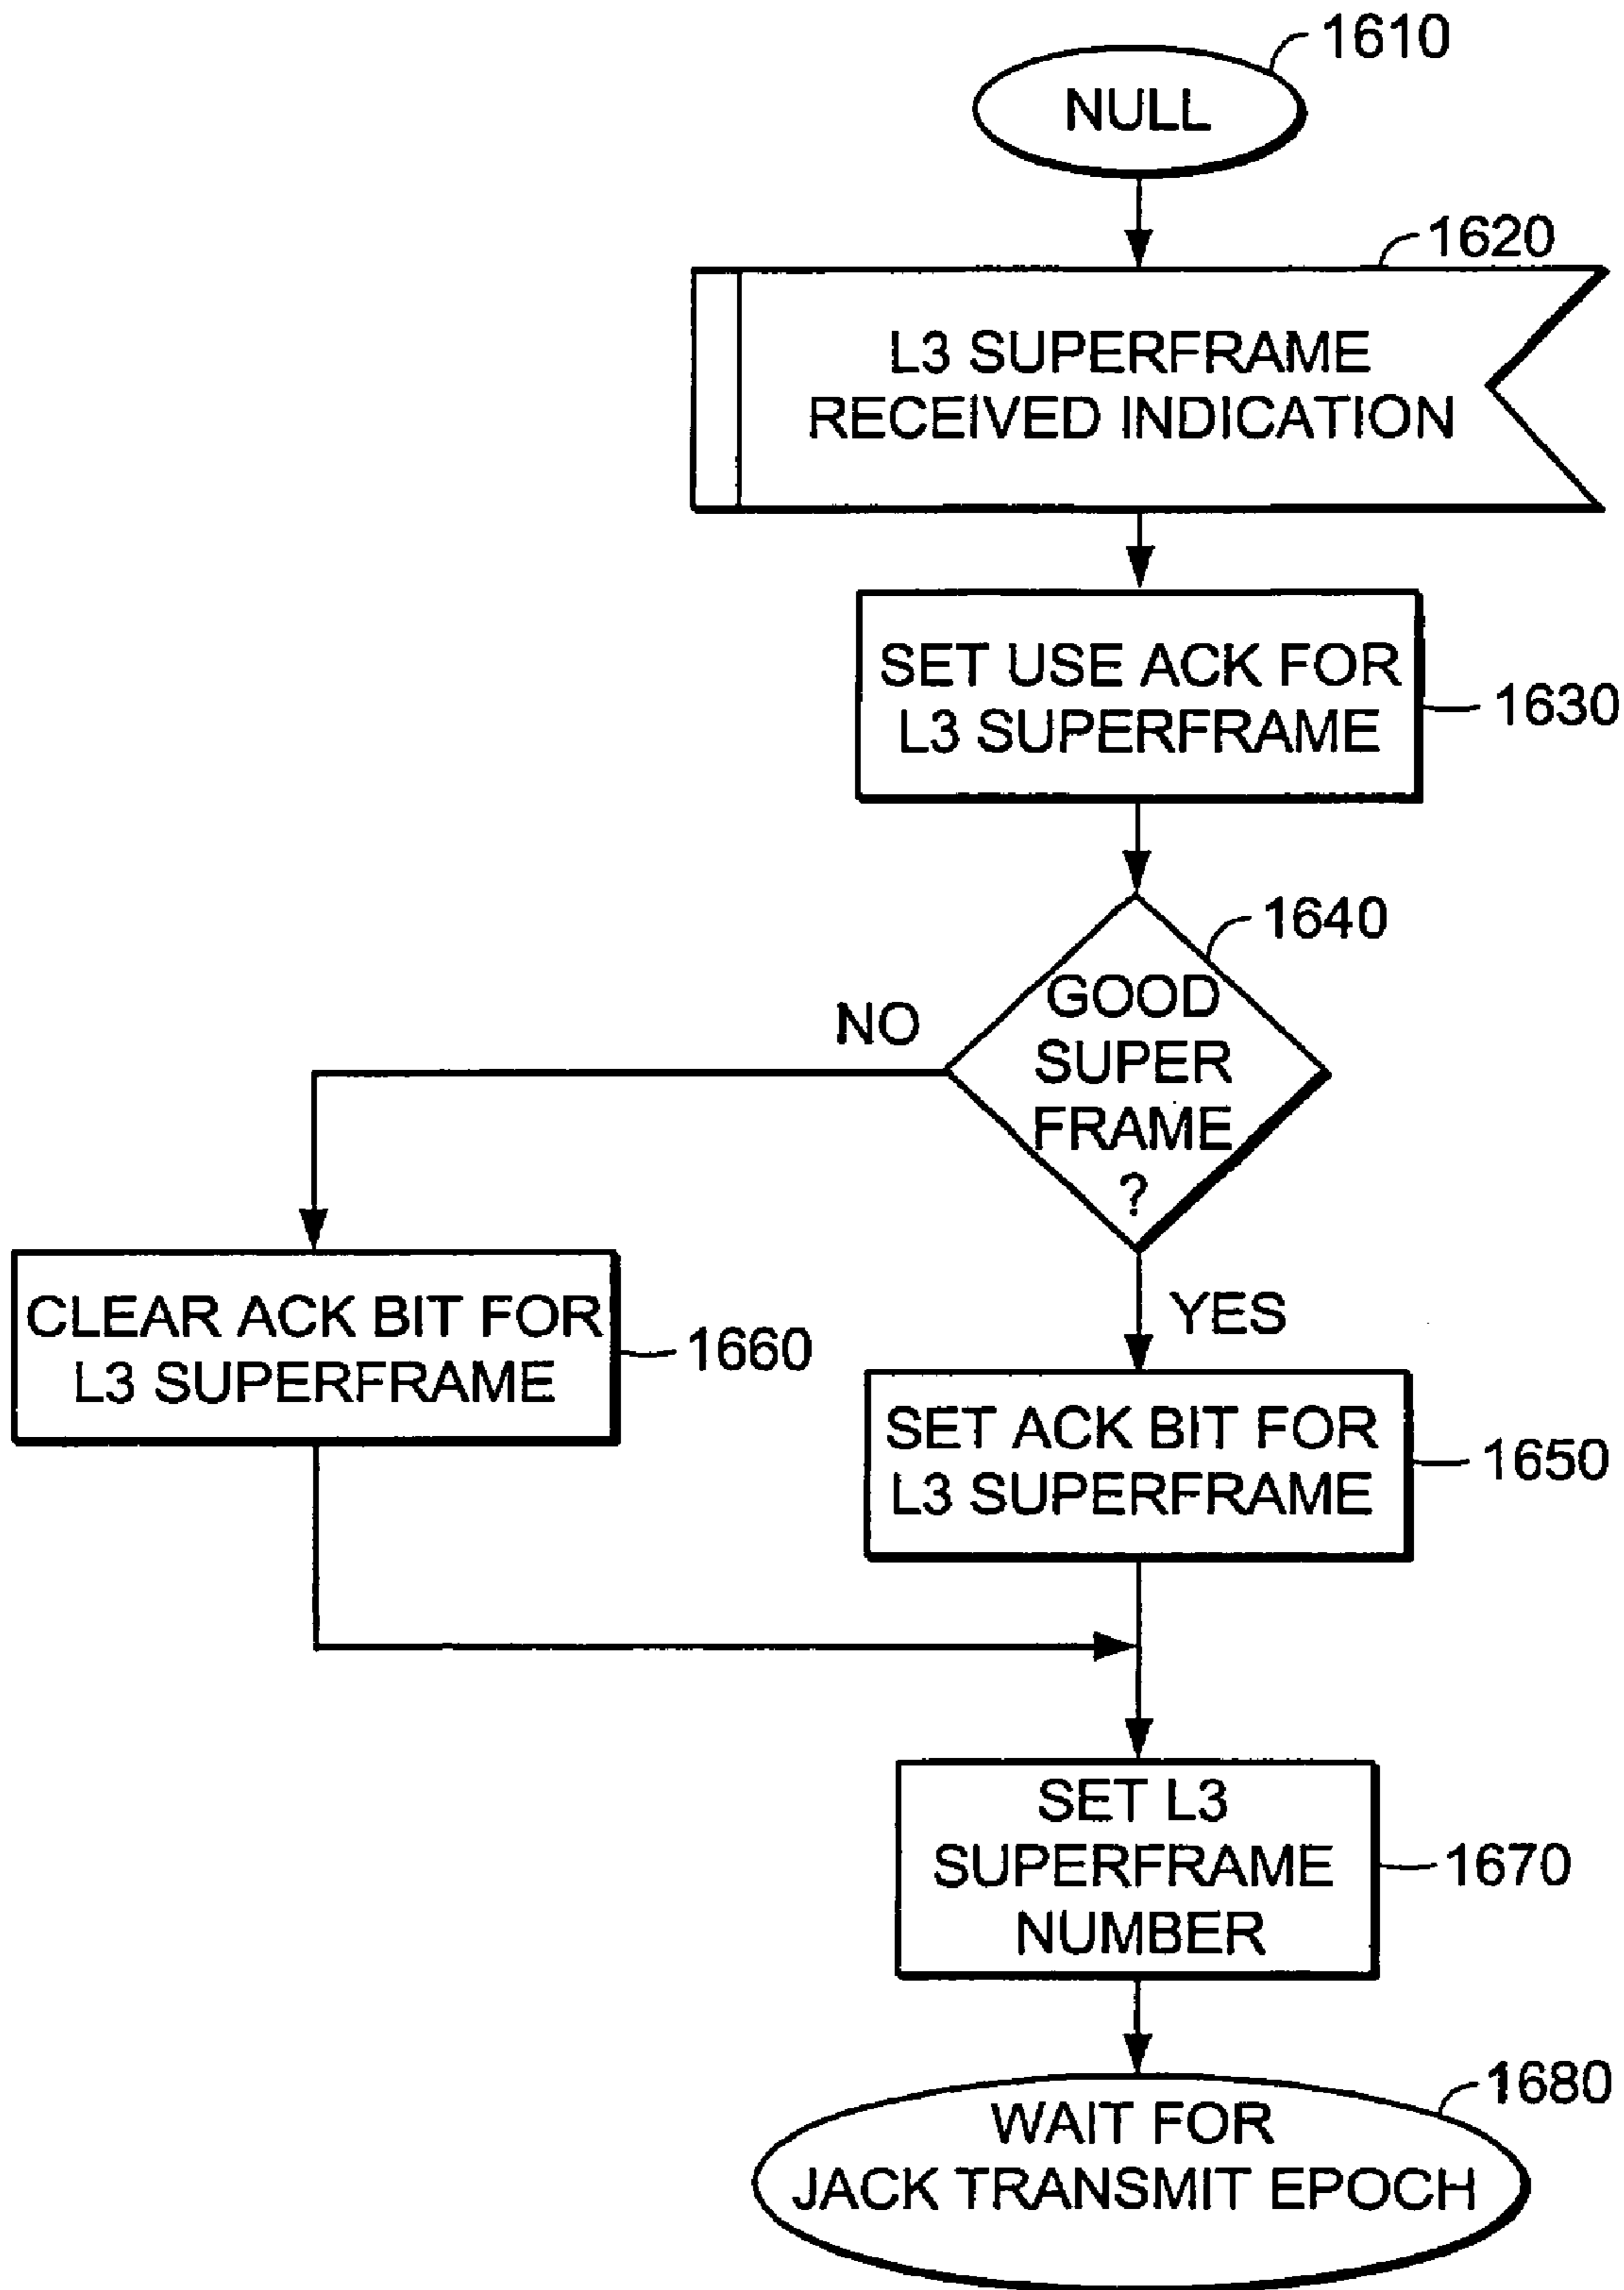 1610
NULL
1620
L3 SUPERFRAME
RECEIVED INDICATION
SET USE ACK FOR
L3 SUPERFRAME
1630
1640
GOOD
SUPER
FRAME
?
NO
YES
CLEAR ACK BIT FOR
L3 SUPERFRAME
1660
SET ACK BIT FOR
L3 SUPERFRAME
1650
SET L3
SUPERFRAME
NUMBER
1670
1680
WAIT FOR
JACK TRANSMIT EPOCH